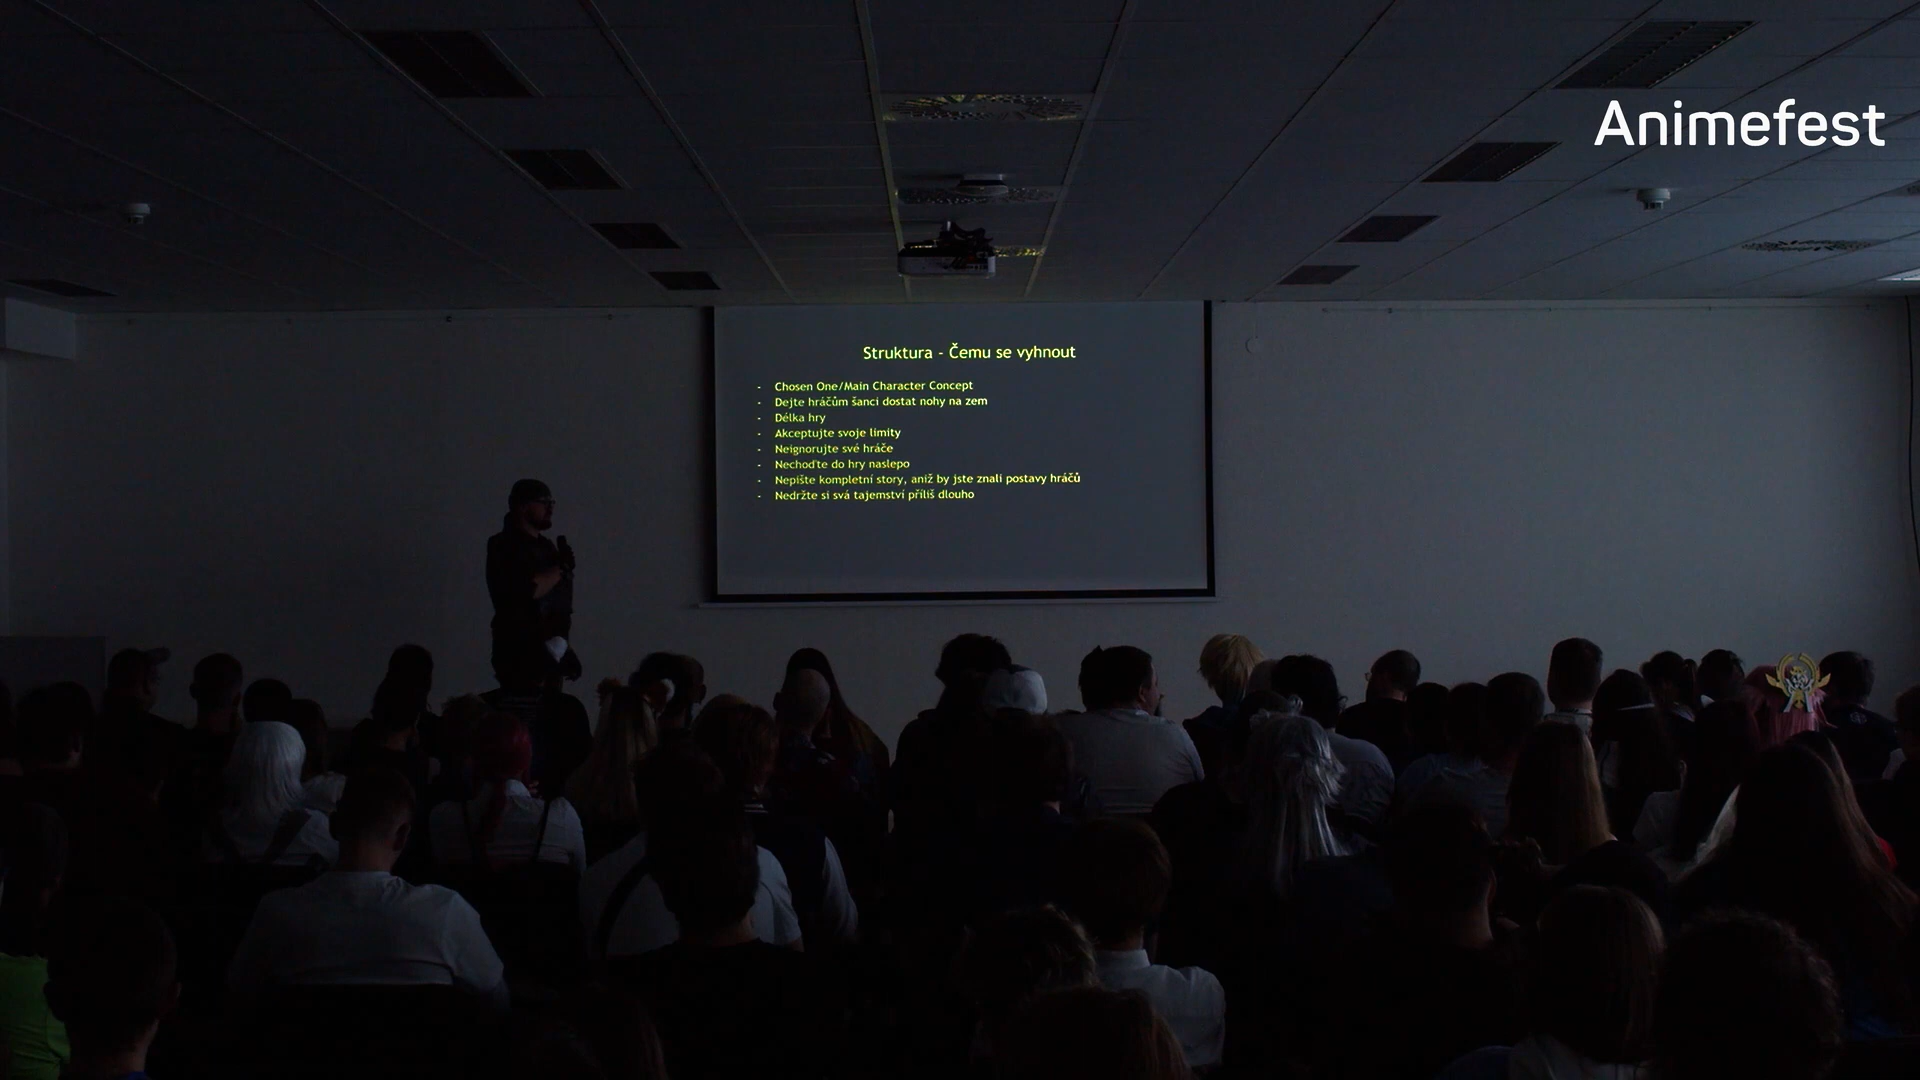 Animefest
Struktura - Čemu se vyhnout
- Chosen One/Main Character Concept
- Dejte hráčům šanci dostat nohy na zem
- Délka hry
- Akceptujte svoje limity
- Neignorujte své hráče
- Nechoďte do hry naslepo
- Nepište kompletní story, aniž by jste znali postavy hráčů
- Nedržte si svá tajemství příliš dlouho